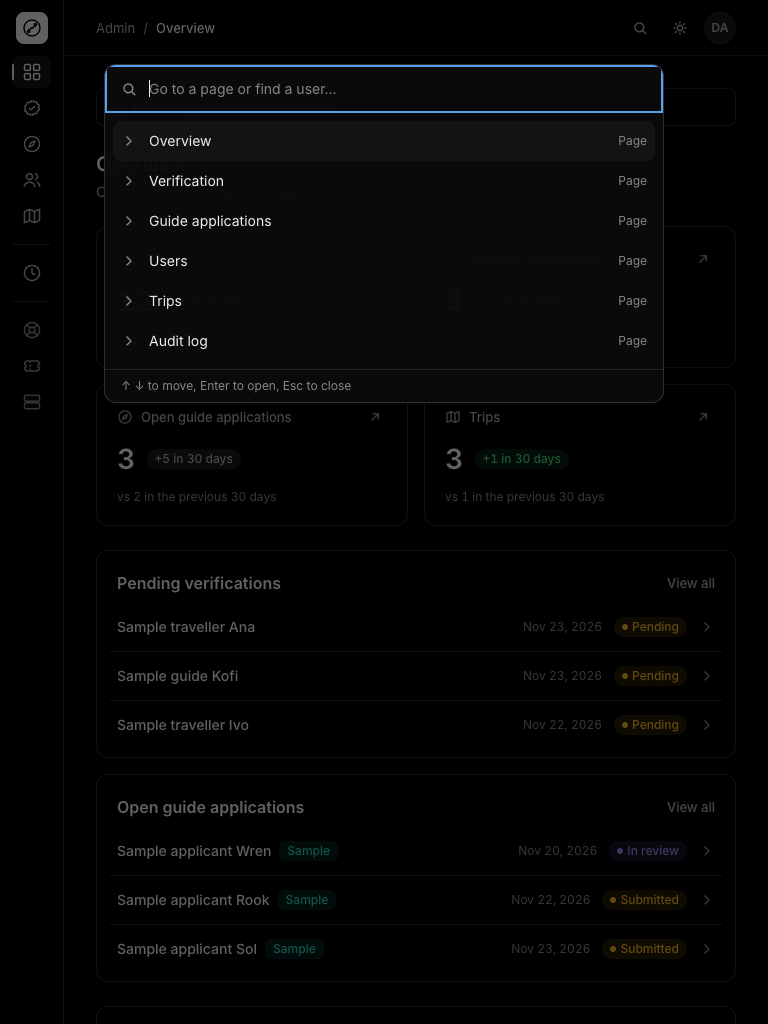 Admin / Overview
DA
Go to a page or find a user...
Overview Page
Verification Page
Guide applications Page
Users Page
Trips Page
Audit log Page
↑ ↓ to move, Enter to open, Esc to close
Open guide applications
3 +5 in 30 days
vs 2 in the previous 30 days
Trips
3 +1 in 30 days
vs 1 in the previous 30 days
Pending verifications View all
Sample traveller Ana Nov 23, 2026 Pending
Sample guide Kofi Nov 23, 2026 Pending
Sample traveller Ivo Nov 22, 2026 Pending
Open guide applications View all
Sample applicant Wren Sample Nov 20, 2026 In review
Sample applicant Rook Sample Nov 22, 2026 Submitted
Sample applicant Sol Sample Nov 23, 2026 Submitted